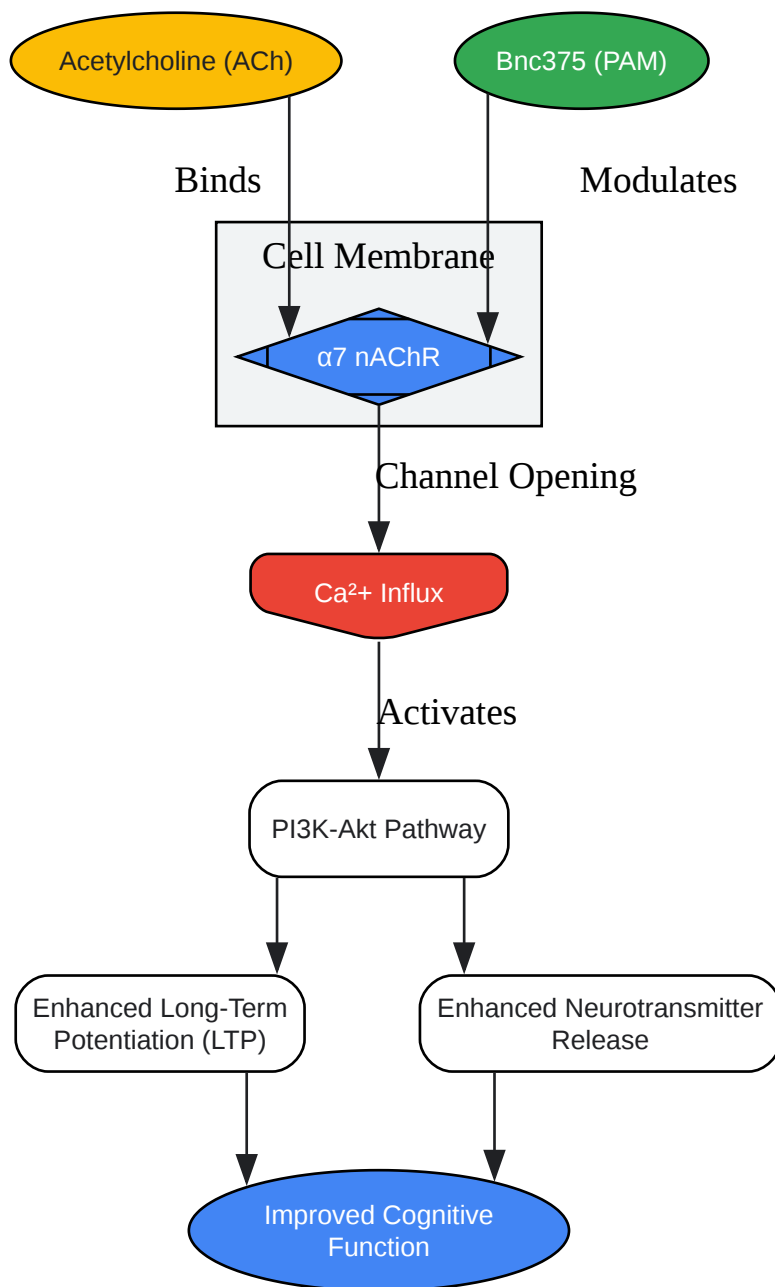 Acetylcholine (ACh)
Bnc375 (PAM)
Binds
Modulates
Cell Membrane
α7 nAChR
Channel Opening
Ca²+ Influx
Activates
PI3K-Akt Pathway
Enhanced Long-Term
Potentiation (LTP)
Enhanced Neurotransmitter
Release
Improved Cognitive
Function